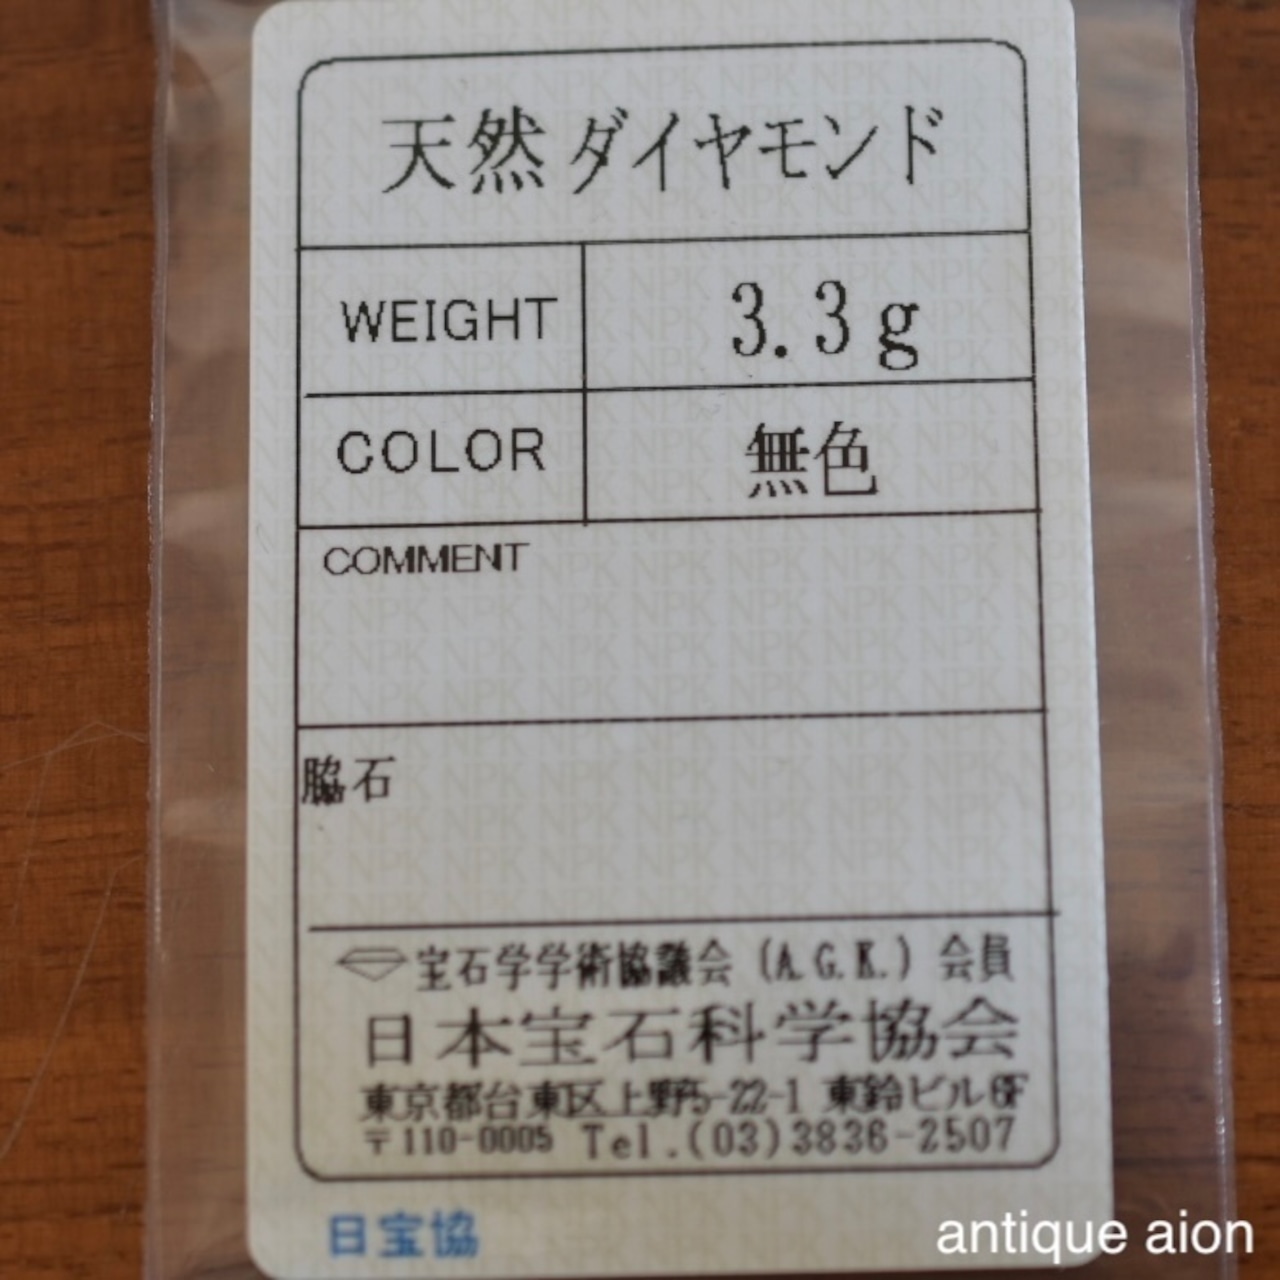 天然ダイヤモンド
WEIGHT 3.3g
COLOR 無色
COMMENT
脇石
宝石学学術協議会 (A.G.K.) 会員
日本宝石科学協会
東京都台東区上野5-22-1 東鈴ビル6F
〒110-0005 Tel.(03)3836-2507
日宝協
antique aion